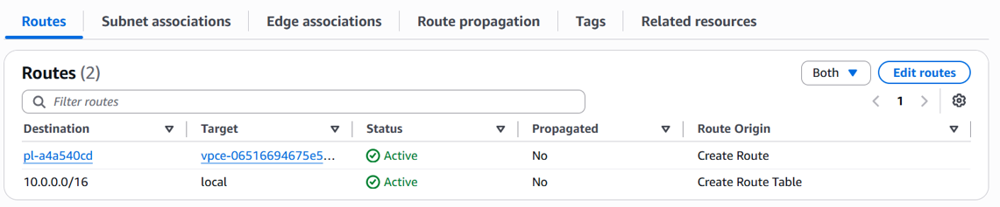 Routes Subnet associations Edge associations Route propagation Tags Related resources
Routes (2) Both Edit routes
Filter routes 1
Destination Target Status Propagated Route Origin
pl-a4a540cd vpce-06516694675e5... Active No Create Route
10.0.0.0/16 local Active No Create Route Table